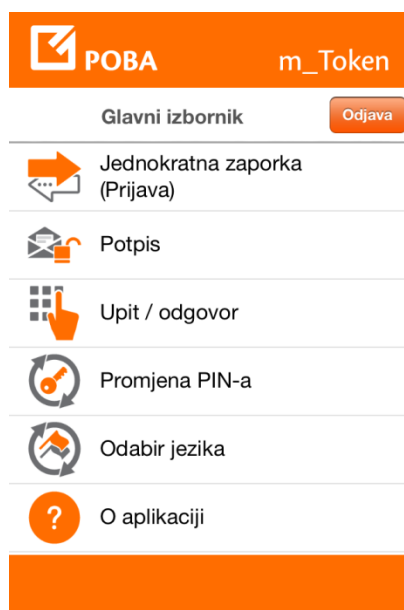 POBA
m_Token
Glavni izbornik
Odjava
Jednokratna zaporka
(Prijava)
Potpis
Upit / odgovor
Promjena PIN-a
Odabir jezika
?
O aplikaciji